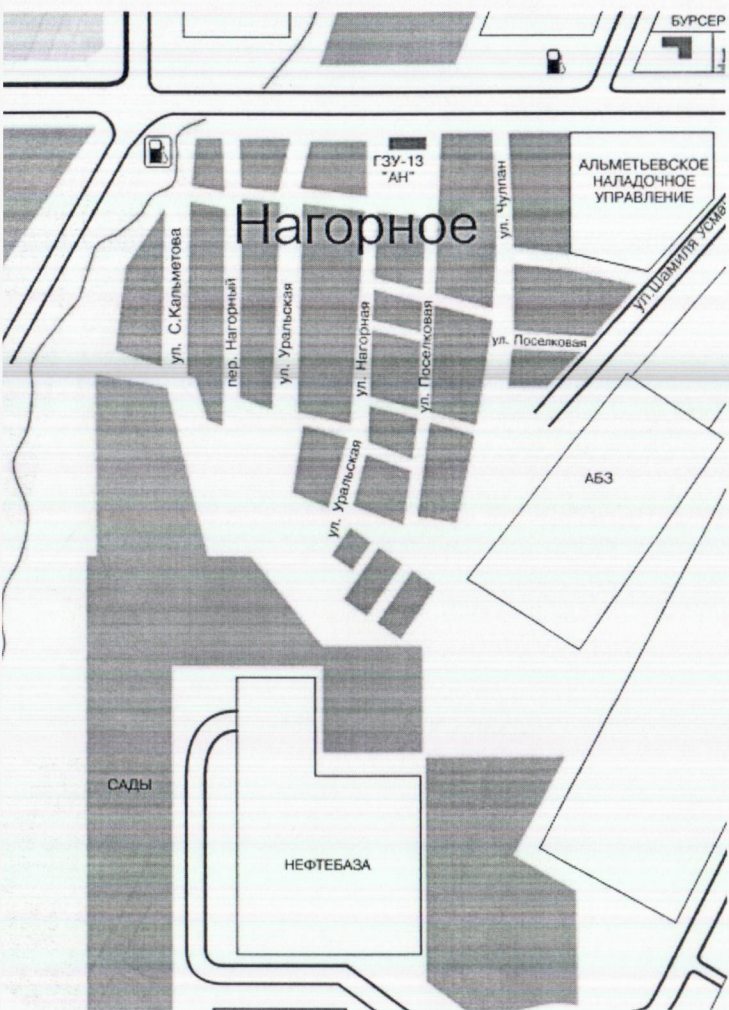 БУРСЕР
ГЗУ-13
"АН"
АЛЬМЕТЬЕВСКОЕ
НАЛАДОЧНОЕ
УПРАВЛЕНИЕ
ул. Чулпан
Нагорное
ул. Шамиля Усма
ул. С.Кальметова
пер. Нагорный
ул. Уральская
ул. Нагорная
ул. Поселковая
ул. Поселковая
ул. Уральская
АБЗ
САДЫ
НЕФТЕБАЗА